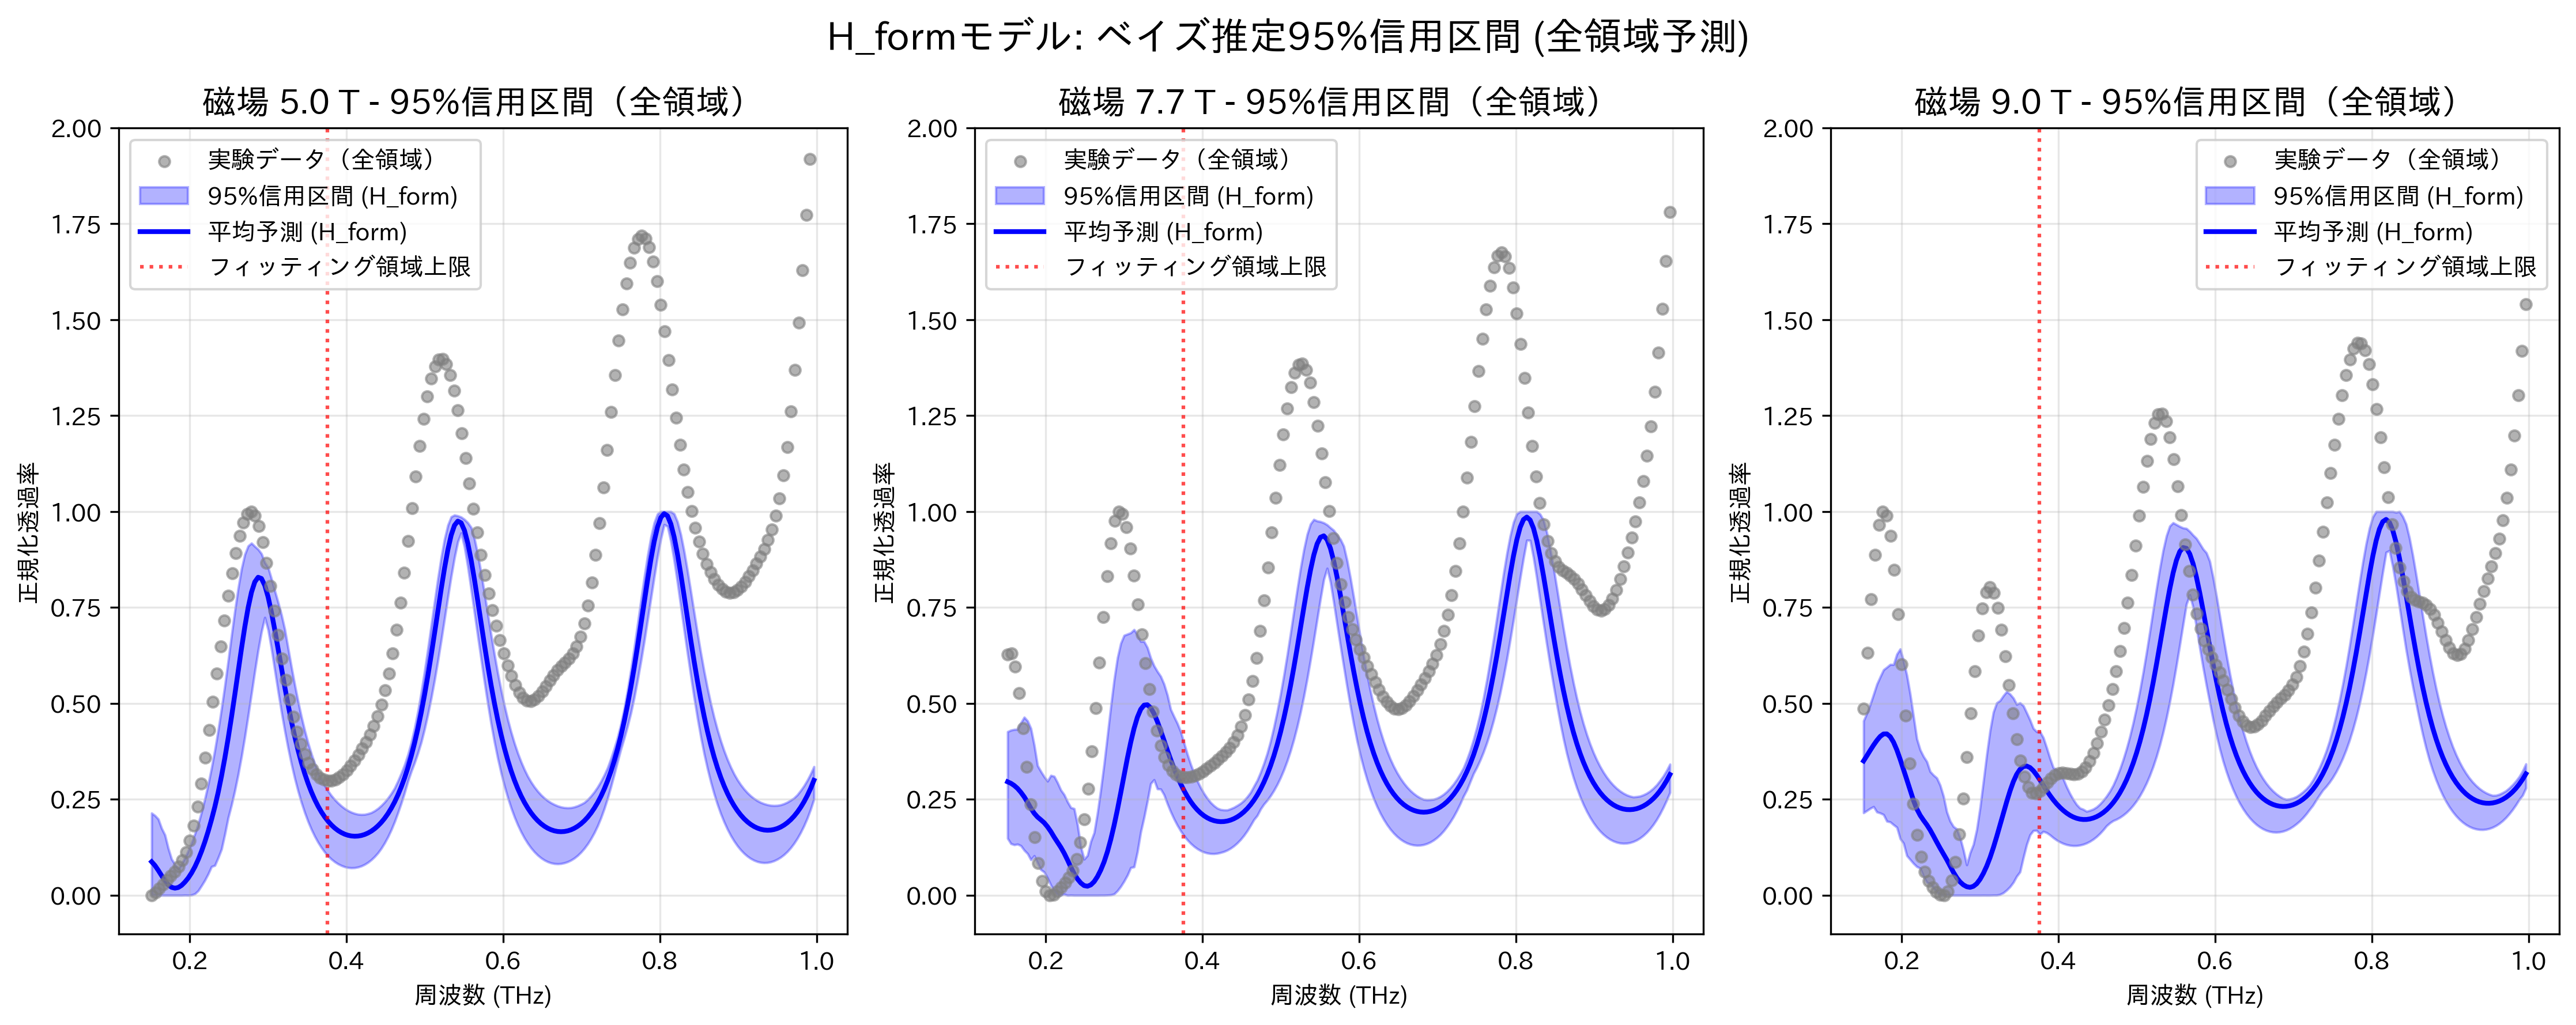 H_formモデル: ベイズ推定95%信用区間 (全領域予測)
磁場 5.0 T - 95%信用区間（全領域）
2.00
1.75
1.50
1.25
1.00
0.75
0.50
0.25
0.00
正規化透過率
実験データ（全領域）
95%信用区間 (H_form)
平均予測 (H_form)
フィッティング領域上限
0.2
0.4
0.6
0.8
1.0
周波数 (THz)
磁場 7.7 T - 95%信用区間（全領域）
2.00
1.75
1.50
1.25
1.00
0.75
0.50
0.25
0.00
正規化透過率
実験データ（全領域）
95%信用区間 (H_form)
平均予測 (H_form)
フィッティング領域上限
0.2
0.4
0.6
0.8
1.0
周波数 (THz)
磁場 9.0 T - 95%信用区間（全領域）
2.00
1.75
1.50
1.25
1.00
0.75
0.50
0.25
0.00
正規化透過率
実験データ（全領域）
95%信用区間 (H_form)
平均予測 (H_form)
フィッティング領域上限
0.2
0.4
0.6
0.8
1.0
周波数 (THz)